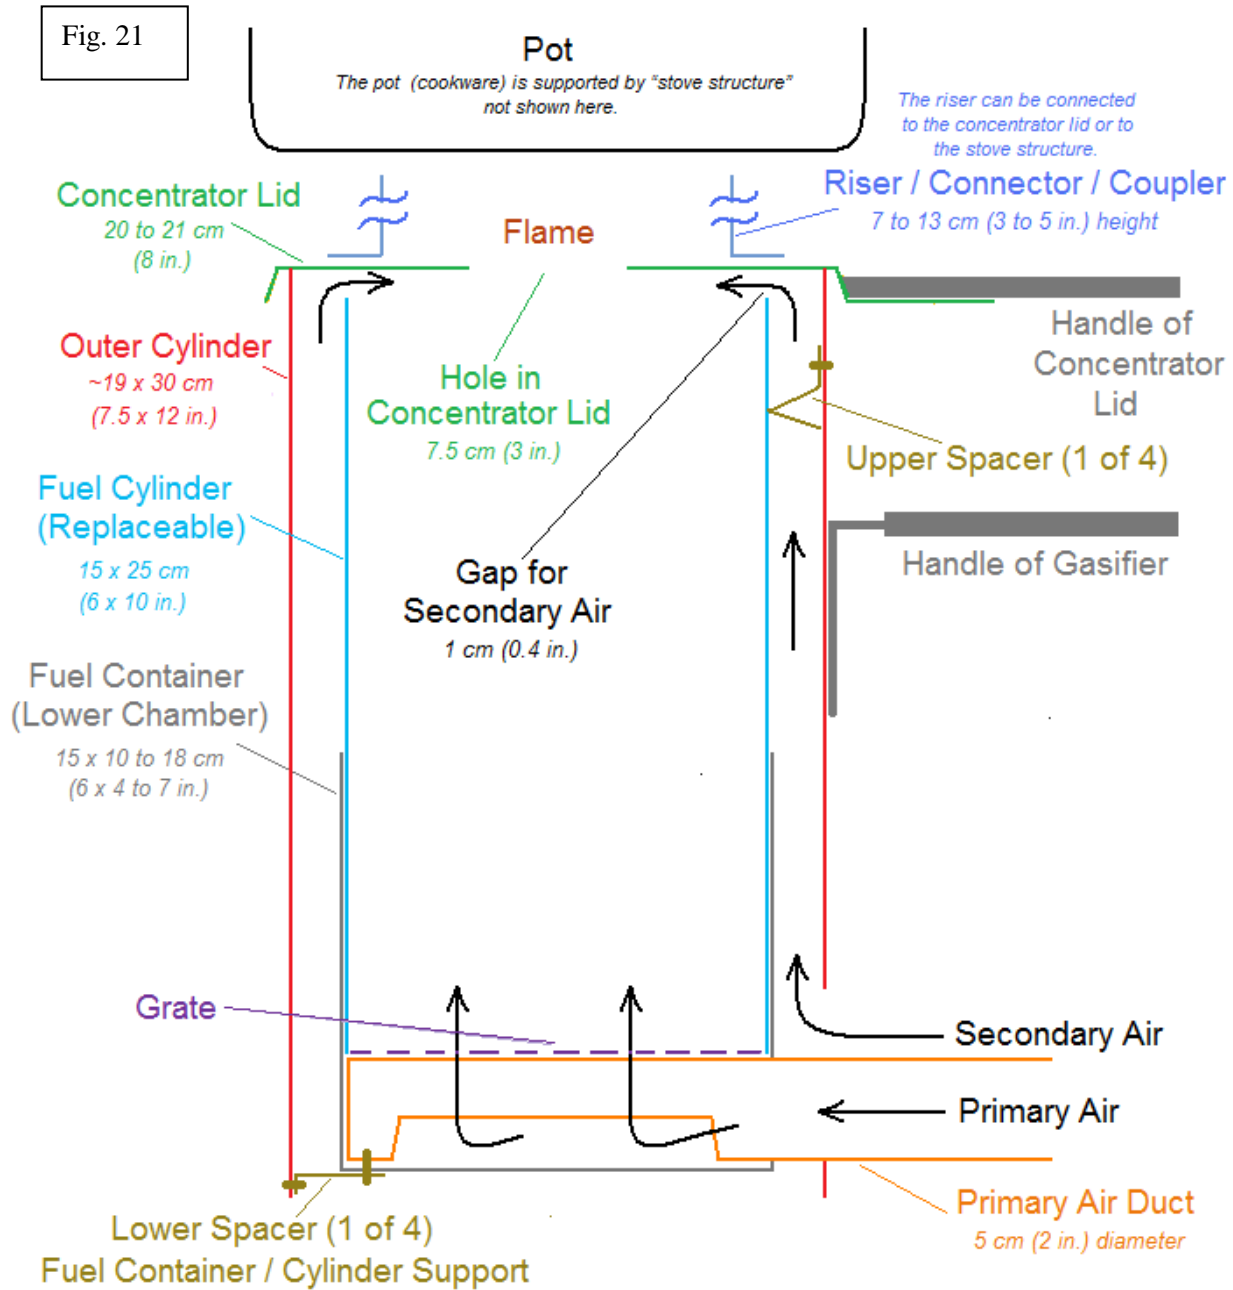 Fig. 21
Pot
The pot (cookware) is supported by “stove structure”
not shown here.
The riser can be connected
to the concentrator lid or to
the stove structure.
Riser / Connector / Coupler
7 to 13 cm (3 to 5 in.) height
Concentrator Lid
20 to 21 cm
(8 in.)
Flame
Handle of
Concentrator
Lid
Outer Cylinder
~19 x 30 cm
(7.5 x 12 in.)
Hole in
Concentrator Lid
7.5 cm (3 in.)
Upper Spacer (1 of 4)
Fuel Cylinder
(Replaceable)
15 x 25 cm
(6 x 10 in.)
Gap for
Secondary Air
1 cm (0.4 in.)
Handle of Gasifier
Fuel Container
(Lower Chamber)
15 x 10 to 18 cm
(6 x 4 to 7 in.)
Grate
Secondary Air
Primary Air
Primary Air Duct
5 cm (2 in.) diameter
Lower Spacer (1 of 4)
Fuel Container / Cylinder Support